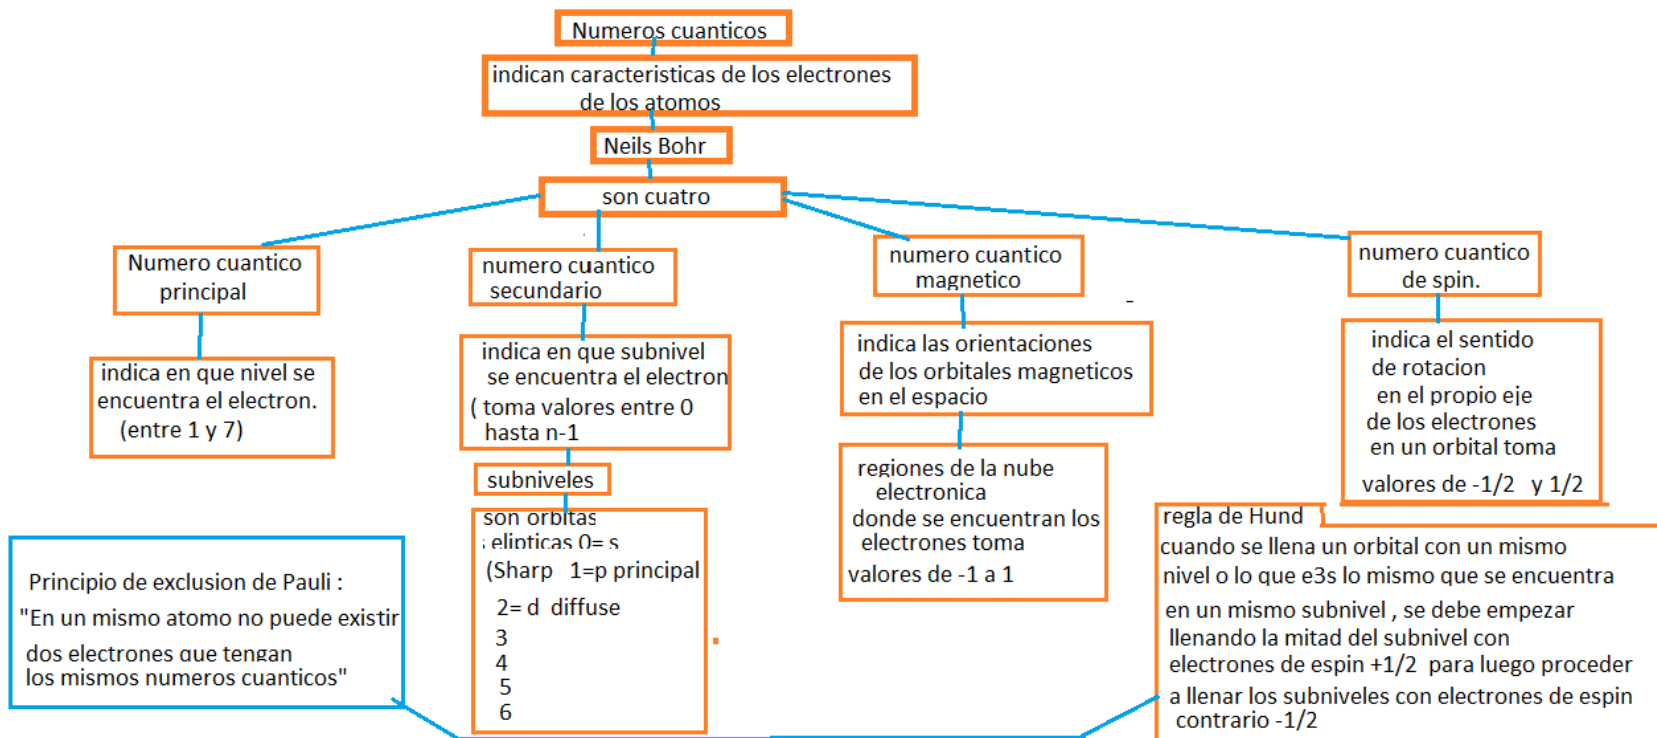 Numeros cuanticos
indican caracteristicas de los electrones
de los atomos
Neils Bohr
son cuatro
Numero cuantico
principal
indica en que nivel se
encuentra el electron.
(entre 1 y 7)
numero cuantico
secundario
indica en que subnivel
se encuentra el electron
( toma valores entre 0
hasta n-1
subniveles
son orbitas
elipticas 0= s
(Sharp 1=p principal
2= d diffuse
3
4
5
6
numero cuantico
magnetico
indica las orientaciones
de los orbitales magneticos
en el espacio
regiones de la nube
electronica
donde se encuentran los
electrones toma
valores de -1 a 1
numero cuantico
de spin.
indica el sentido
de rotacion
en el propio eje
de los electrones
en un orbital toma
valores de -1/2 y 1/2
Principio de exclusion de Pauli :
"En un mismo atomo no puede existir
dos electrones que tengan
los mismos numeros cuanticos"
regla de Hund
cuando se llena un orbital con un mismo
nivel o lo que e3s lo mismo que se encuentra
en un mismo subnivel , se debe empezar
llenando la mitad del subnivel con
electrones de espin +1/2 para luego proceder
a llenar los subniveles con electrones de espin
contrario -1/2